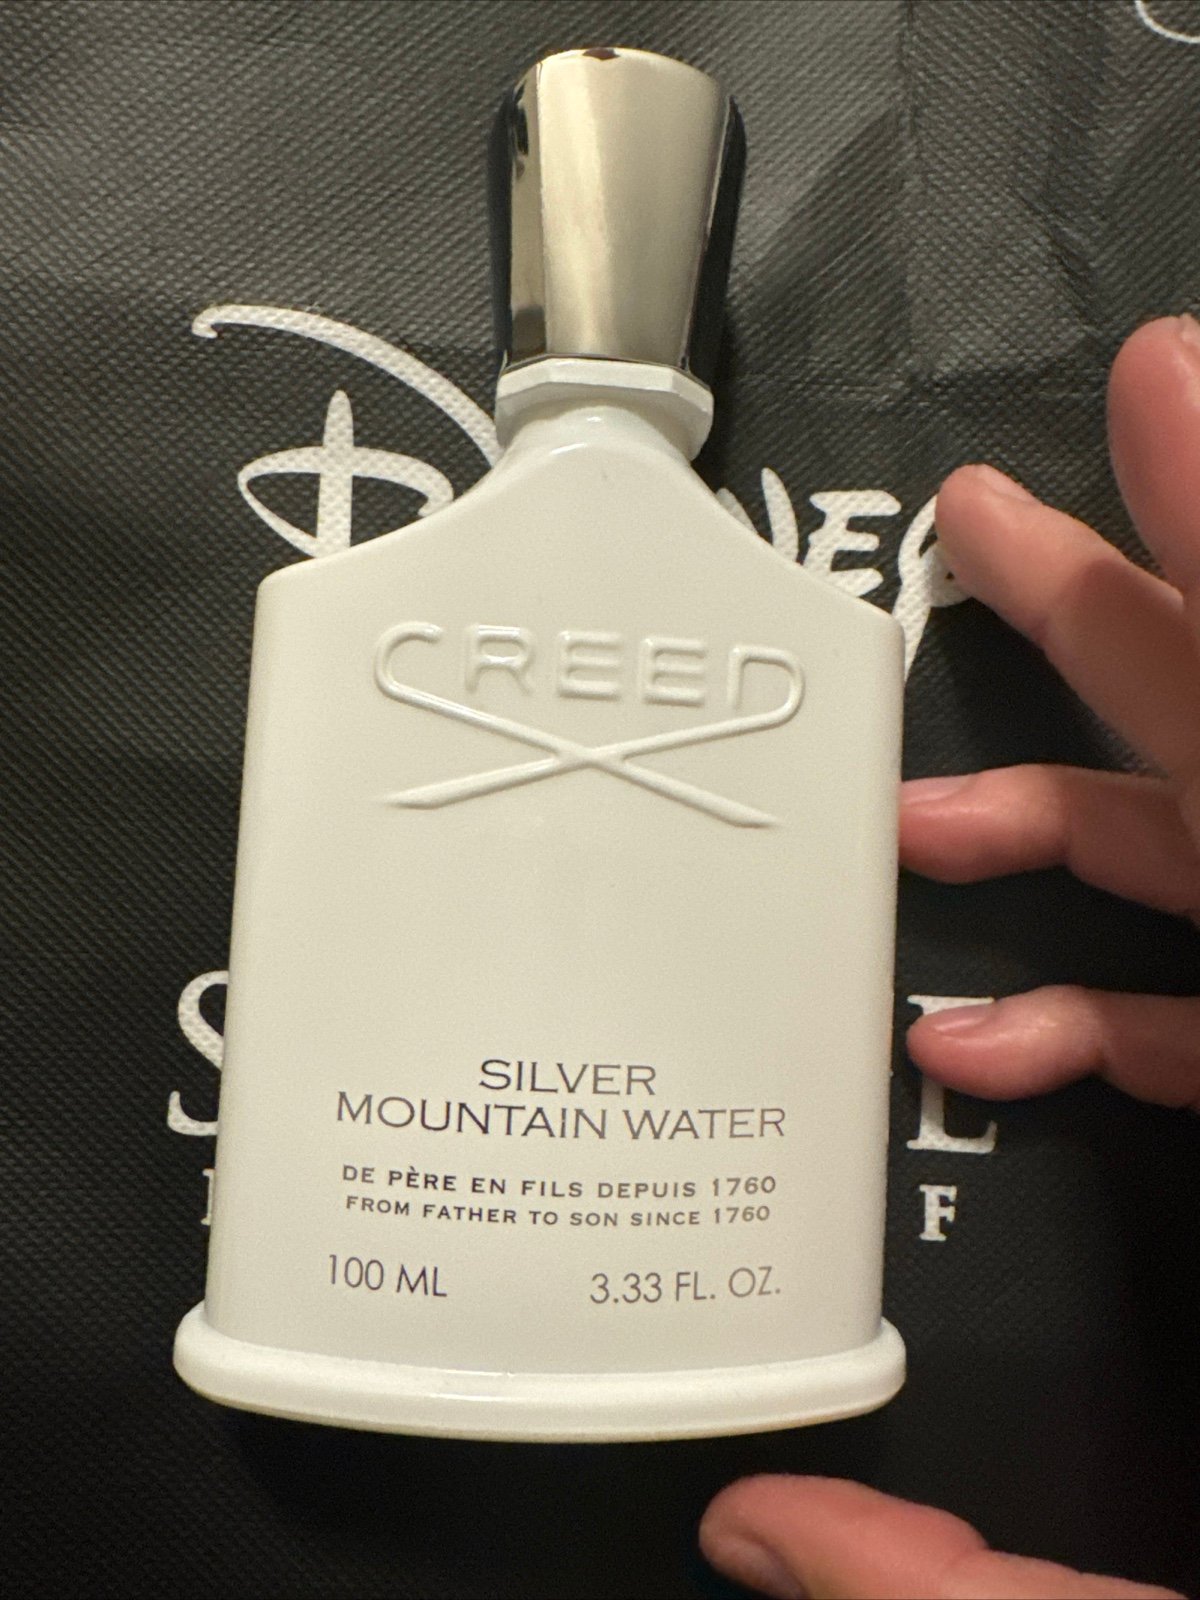 Disney
CREED
SILVER
MOUNTAIN WATER
DE PÈRE EN FILS DEPUIS 1760
FROM FATHER TO SON SINCE 1760
100 ML 3.33 FL. OZ.